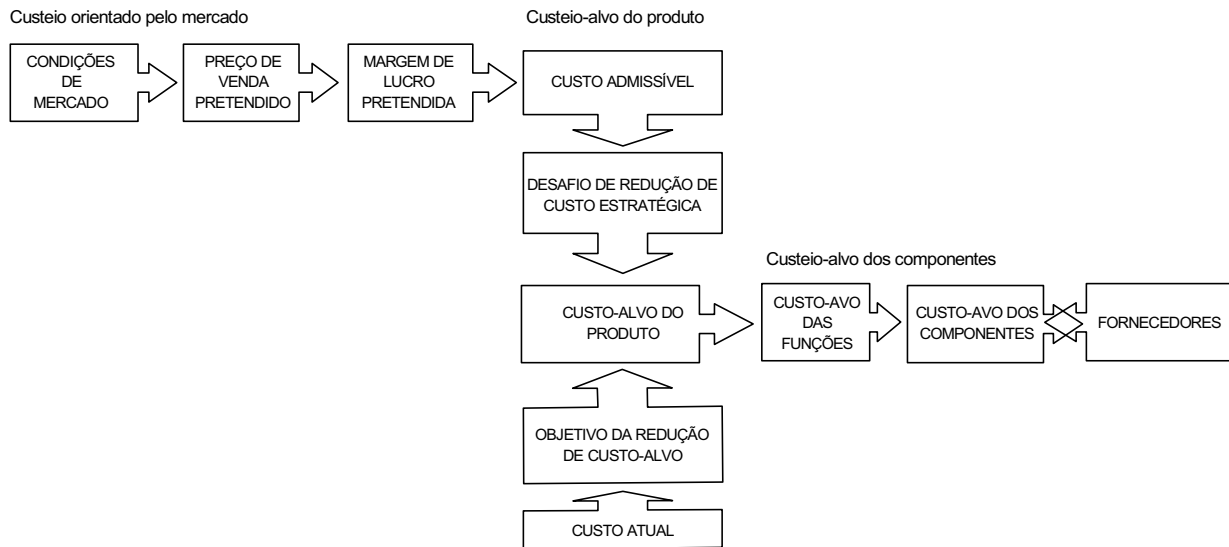 Custeio orientado pelo mercado
Custeio-alvo do produto
CONDIÇÕES
DE
MERCADO
PREÇO DE
VENDA
PRETENDIDO
MARGEM DE
LUCRO
PRETENDIDA
CUSTO ADMISSÍVEL
DESAFIO DE REDUÇÃO DE
CUSTO ESTRATÉGICA
Custeio-alvo dos componentes
CUSTO-ALVO DO
PRODUTO
CUSTO-AVO
DAS
FUNÇÕES
CUSTO-AVO DOS
COMPONENTES
FORNECEDORES
OBJETIVO DA REDUÇÃO
DE CUSTO-ALVO
CUSTO ATUAL